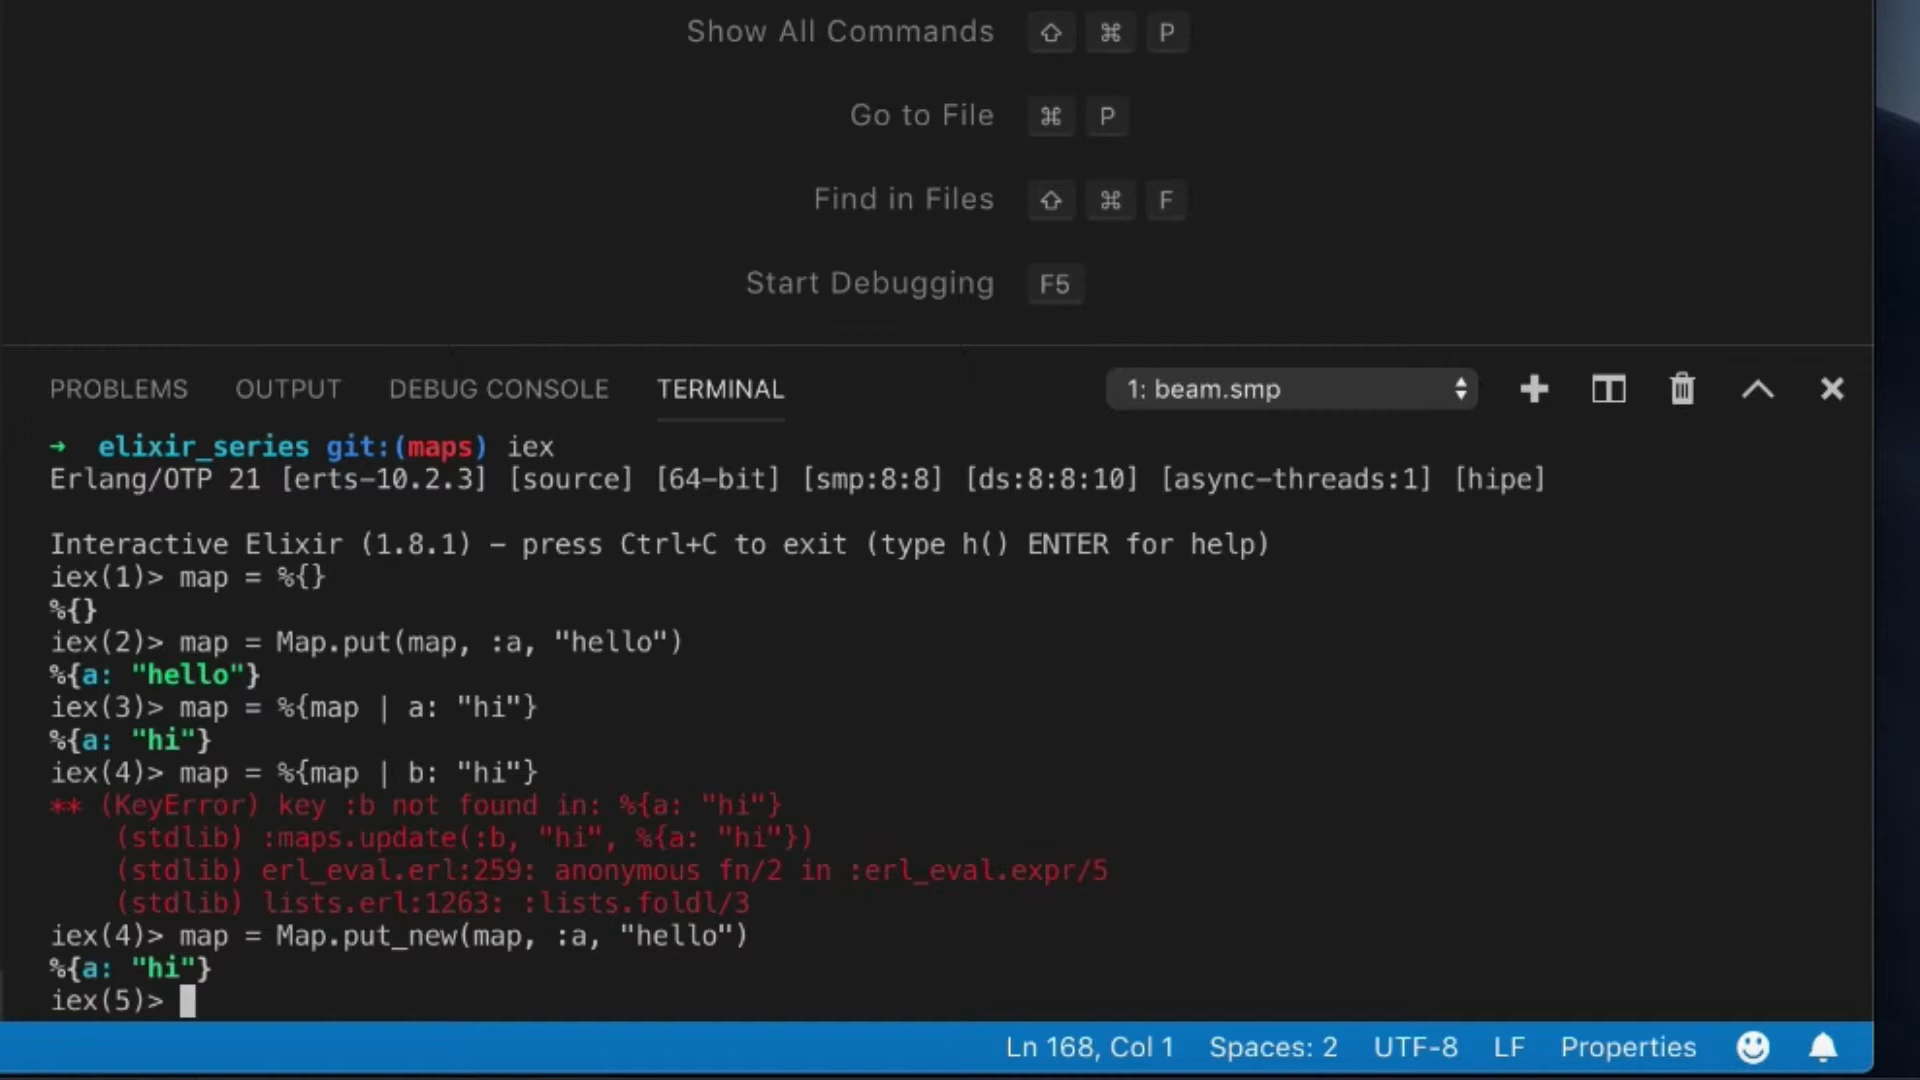 Show All Commands ⇧ ⌘ P
Go to File ⌘ P
Find in Files ⇧ ⌘ F
Start Debugging F5
PROBLEMS OUTPUT DEBUG CONSOLE TERMINAL 1: beam.smp
→ elixir_series git:(maps) iex
Erlang/OTP 21 [erts-10.2.3] [source] [64-bit] [smp:8:8] [ds:8:8:10] [async-threads:1] [hipe]
Interactive Elixir (1.8.1) - press Ctrl+C to exit (type h() ENTER for help)
iex(1)> map = %{}
%{}
iex(2)> map = Map.put(map, :a, "hello")
%{a: "hello"}
iex(3)> map = %{map | a: "hi"}
%{a: "hi"}
iex(4)> map = %{map | b: "hi"}
** (KeyError) key :b not found in: %{a: "hi"}
(stdlib) :maps.update(:b, "hi", %{a: "hi"})
(stdlib) erl_eval.erl:259: anonymous fn/2 in :erl_eval.expr/5
(stdlib) lists.erl:1263: :lists.foldl/3
iex(4)> map = Map.put_new(map, :a, "hello")
%{a: "hi"}
iex(5)>
Ln 168, Col 1 Spaces: 2 UTF-8 LF Properties